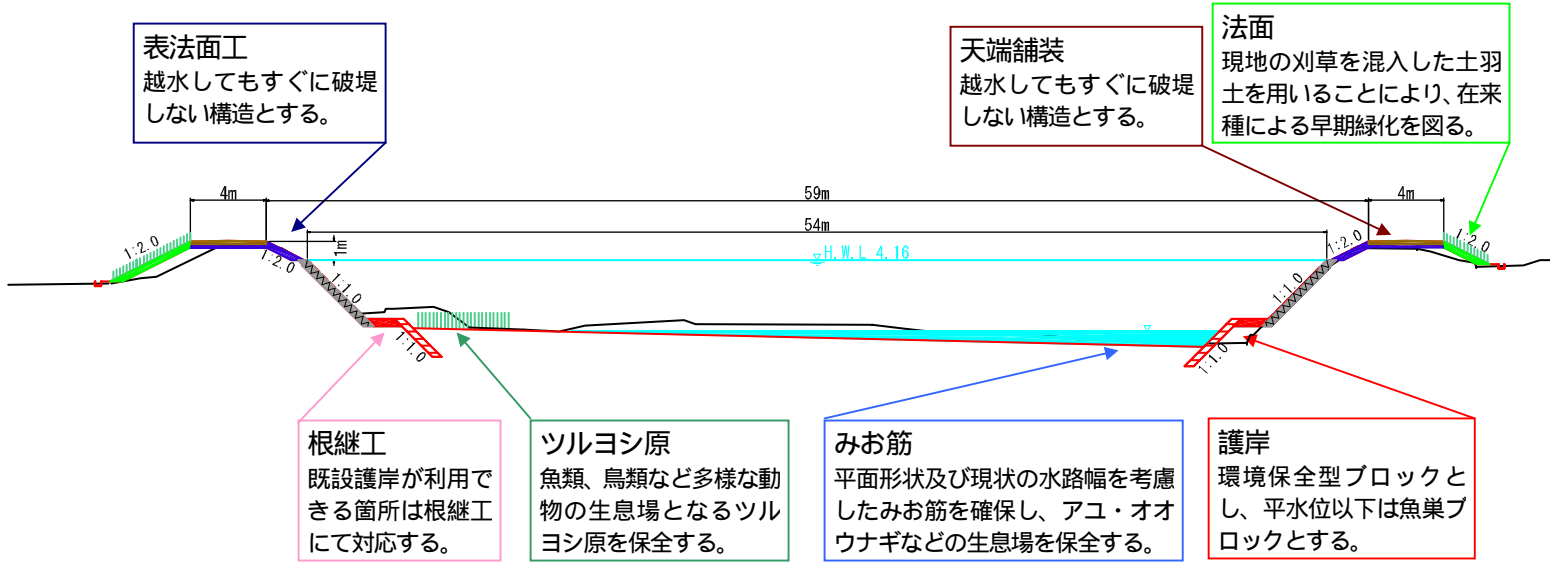 表法面工
越水してもすぐに破堤
しない構造とする。
天端舗装
越水してもすぐに破堤
しない構造とする。
法面
現地の刈草を混入した土羽
土を用いることにより、在来
種による早期緑化を図る。
4m
59m
4m
54m
1m
1:2.0
1:2.0
1:2.0
1:2.0
H.W.L 4.16
1:1.0
1:1.0
1:1.0
1:1.0
根継工
既設護岸が利用で
きる箇所は根継工
にて対応する。
ツルヨシ原
魚類、鳥類など多様な動
物の生息場となるツル
ヨシ原を保全する。
みお筋
平面形状及び現状の水路幅を考慮
したみお筋を確保し、アユ・オオ
ウナギなどの生息場を保全する。
護岸
環境保全型ブロックと
し、平水位以下は魚巣ブ
ロックとする。